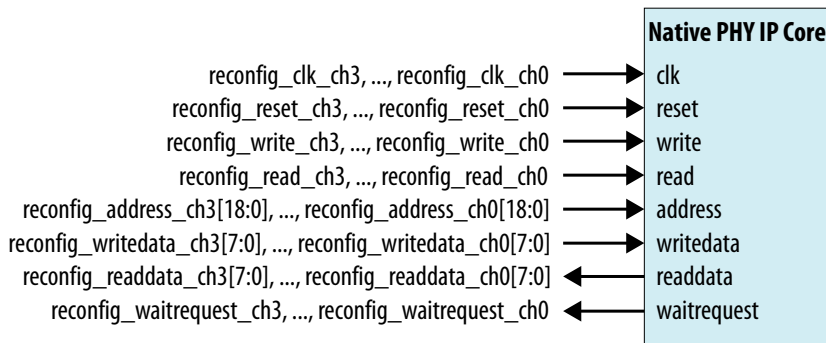 Native PHY IP Core
reconfig_clk_ch3, ..., reconfig_clk_ch0 clk
reconfig_reset_ch3, ..., reconfig_reset_ch0 reset
reconfig_write_ch3, ..., reconfig_write_ch0 write
reconfig_read_ch3, ..., reconfig_read_ch0 read
reconfig_address_ch3[18:0], ..., reconfig_address_ch0[18:0] address
reconfig_writedata_ch3[7:0], ..., reconfig_writedata_ch0[7:0] writedata
reconfig_readdata_ch3[7:0], ..., reconfig_readdata_ch0[7:0] readdata
reconfig_waitrequest_ch3, ..., reconfig_waitrequest_ch0 waitrequest